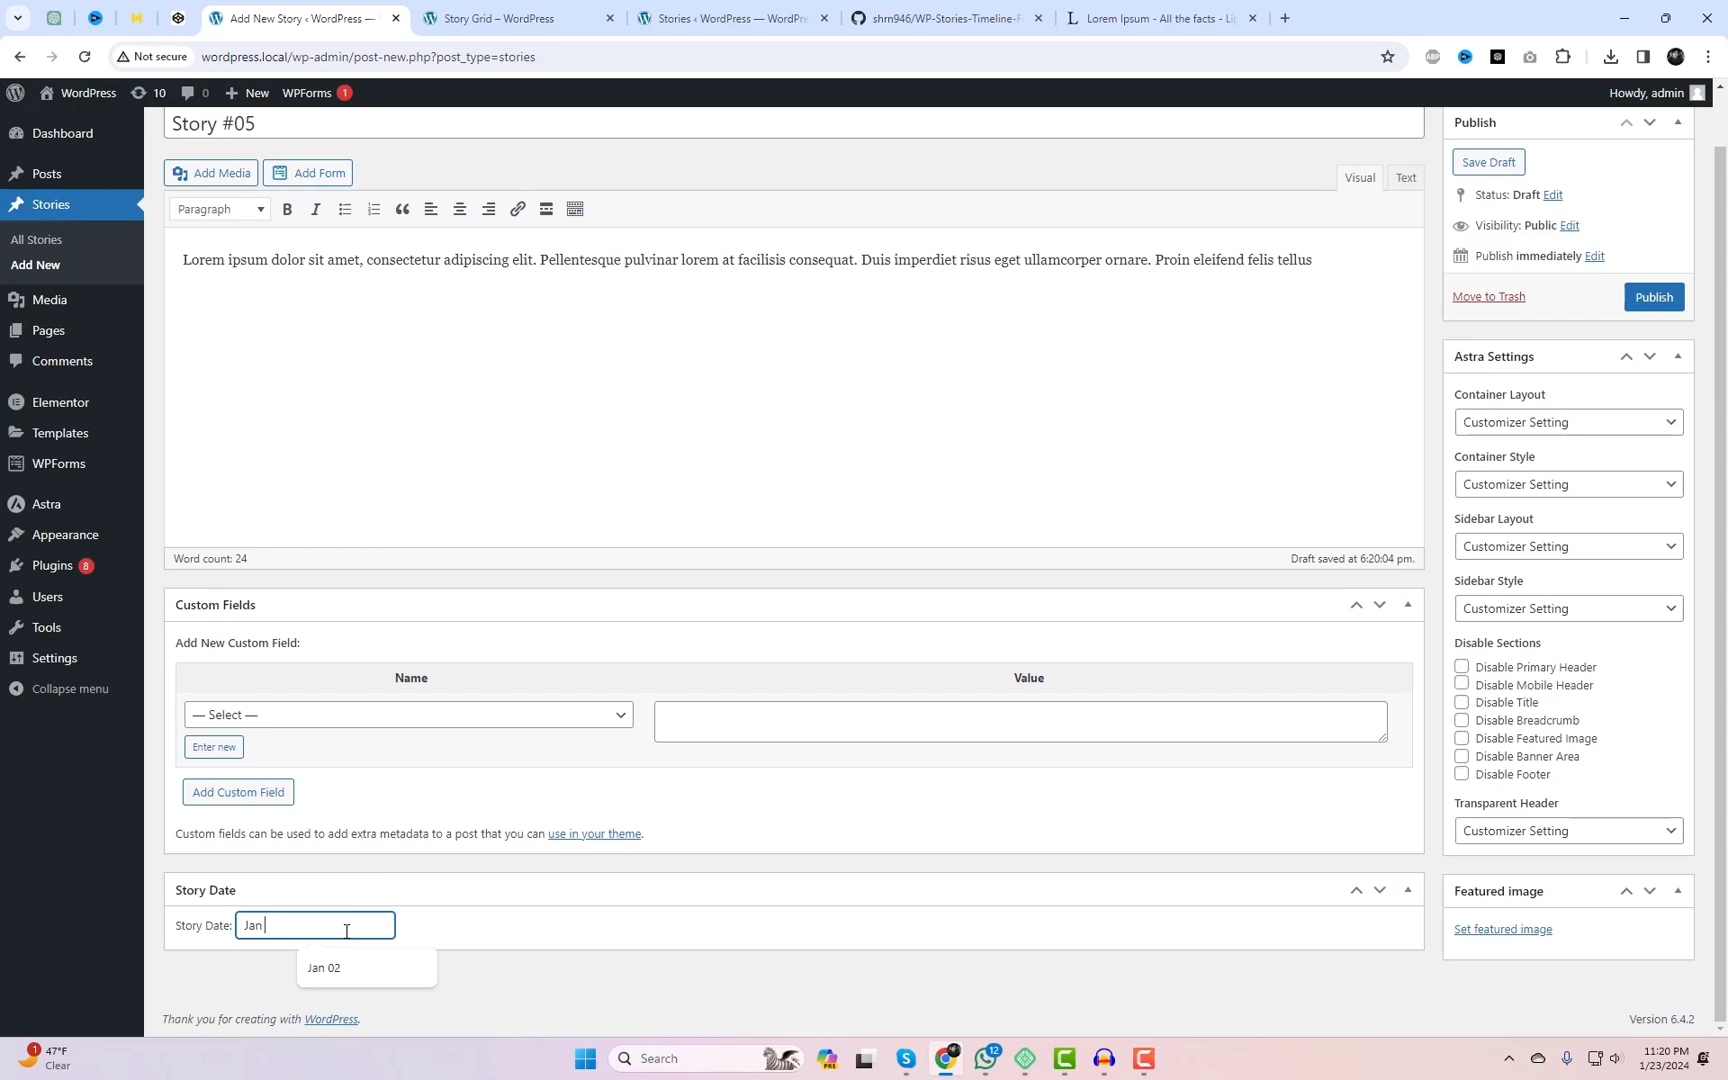 Add New Story ‹ WordPress —
Story Grid – WordPress
Stories ‹ WordPress — WordPre
shrn946/WP-Stories-Timeline-F
Lorem Ipsum - All the facts - Li
Not secure
wordpress.local/wp-admin/post-new.php?post_type=stories
ABP
WordPress
10
0
New
WPForms 1
Howdy, admin
Dashboard
Posts
Stories
All Stories
Add New
Media
Pages
Comments
Elementor
Templates
WPForms
Astra
Appearance
Plugins 8
Users
Tools
Settings
Collapse menu
Story #05
Add Media
Add Form
Visual
Text
Paragraph
B
I
Lorem ipsum dolor sit amet, consectetur adipiscing elit. Pellentesque pulvinar lorem at facilisis consequat. Duis imperdiet risus eget ullamcorper ornare. Proin eleifend felis tellus
Word count: 24
Draft saved at 6:20:04 pm.
Custom Fields
Add New Custom Field:
Name
Value
— Select —
Enter new
Add Custom Field
Custom fields can be used to add extra metadata to a post that you can use in your theme.
Story Date
Story Date: Jan
Jan 02
Thank you for creating with WordPress.
Version 6.4.2
Publish
Save Draft
Status: Draft Edit
Visibility: Public Edit
Publish immediately Edit
Move to Trash
Publish
Astra Settings
Container Layout
Customizer Setting
Container Style
Customizer Setting
Sidebar Layout
Customizer Setting
Sidebar Style
Customizer Setting
Disable Sections
Disable Primary Header
Disable Mobile Header
Disable Title
Disable Breadcrumb
Disable Featured Image
Disable Banner Area
Disable Footer
Transparent Header
Customizer Setting
Featured image
Set featured image
1
47°F
Clear
Search
PRE
12
11:20 PM
1/23/2024